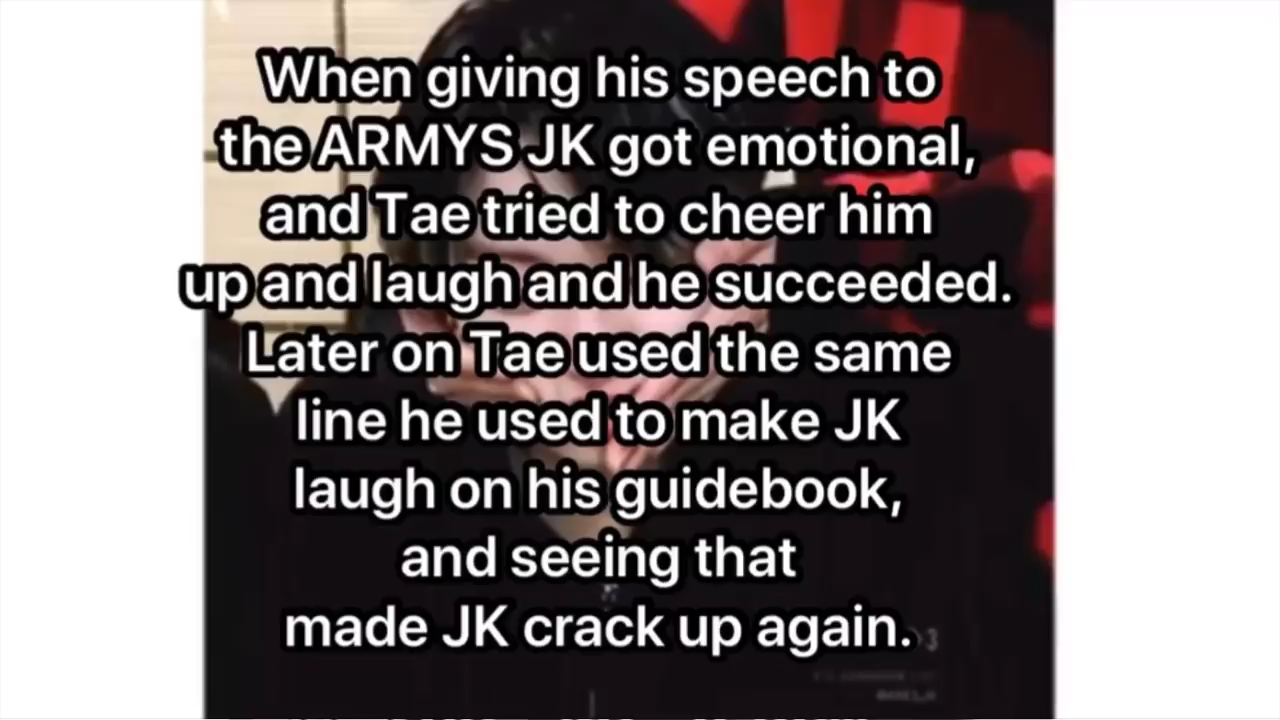 When giving his speech to
the ARMYS JK got emotional,
and Tae tried to cheer him
up and laugh and he succeeded.
Later on Tae used the same
line he used to make JK
laugh on his guidebook,
and seeing that
made JK crack up again.